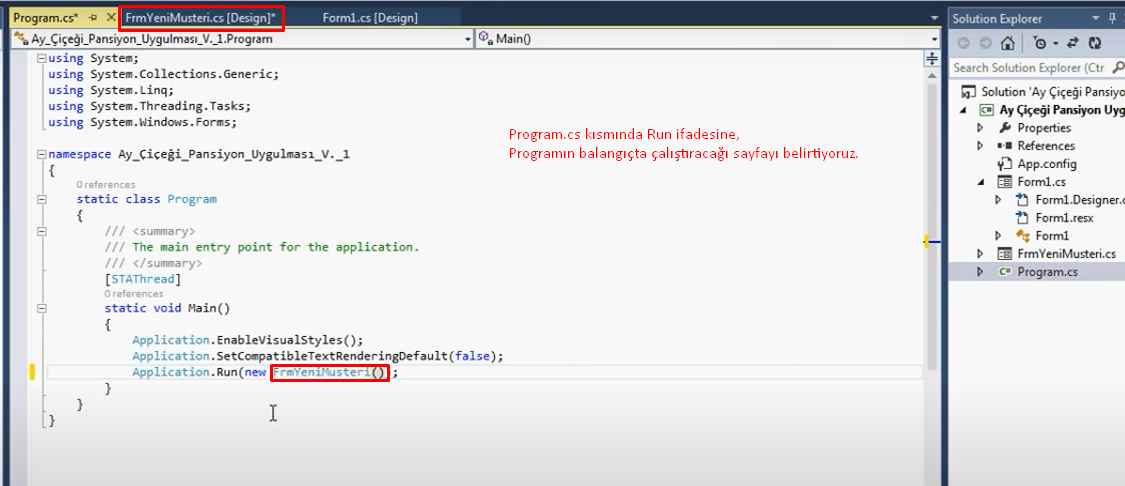 Program.cs*
FrmYeniMusteri.cs [Design]*
Form1.cs [Design]
Ay_Çiçeği_Pansiyon_Uygulması_V._1.Program
Main()
using System;
using System.Collections.Generic;
using System.Linq;
using System.Threading.Tasks;
using System.Windows.Forms;
namespace Ay_Çiçeği_Pansiyon_Uygulması_V._1
{
0 references
static class Program
{
/// <summary>
/// The main entry point for the application.
/// </summary>
[STAThread]
0 references
static void Main()
{
Application.EnableVisualStyles();
Application.SetCompatibleTextRenderingDefault(false);
Application.Run(new FrmYeniMusteri());
}
}
}
Program.cs kısmında Run ifadesine,
Programın balangıçta çalıştıracağı sayfayı belirtiyoruz.
Solution Explorer
Search Solution Explorer (Ctr
Solution 'Ay Çiçeği Pansiyo
Ay Çiçeği Pansiyon Uyg
Properties
References
App.config
Form1.cs
Form1.Designer.c
Form1.resx
Form1
FrmYeniMusteri.cs
Program.cs